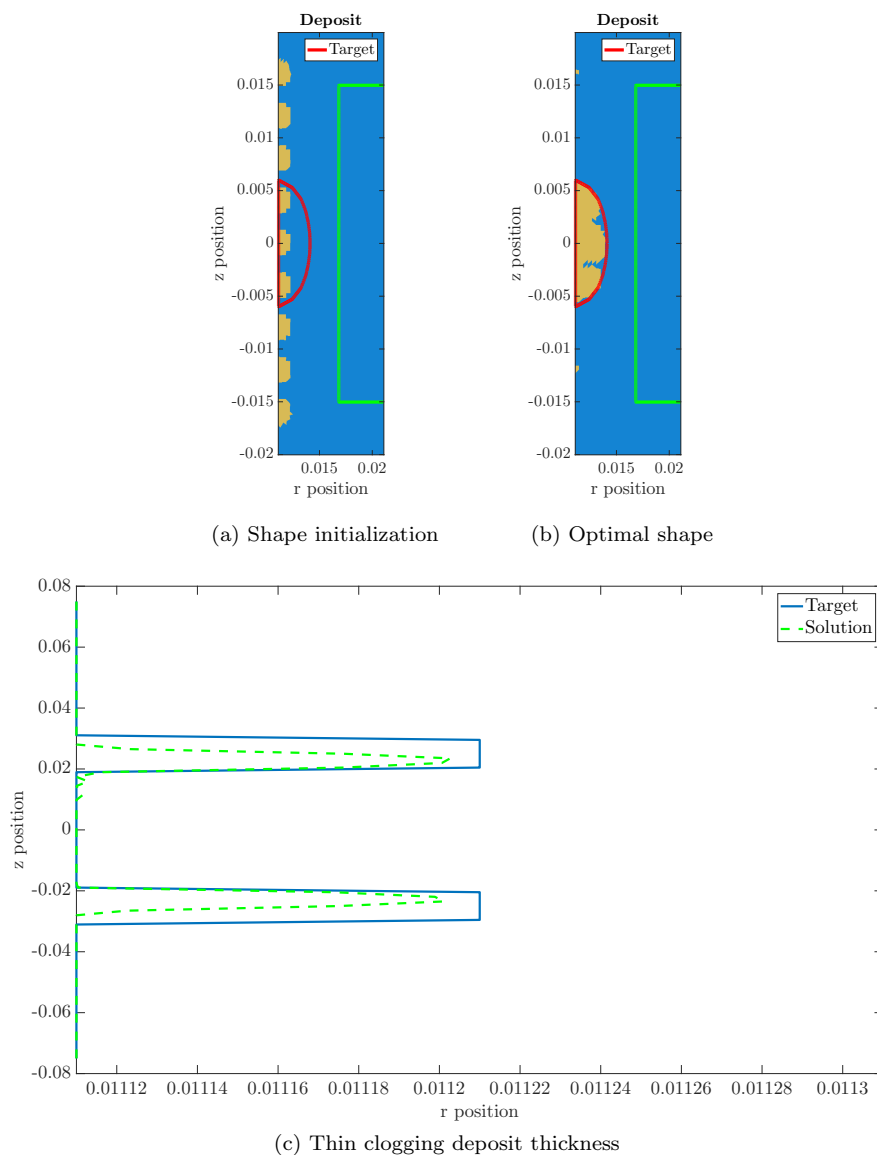 Deposit
Target
0.015
0.01
0.005
0
-0.005
-0.01
-0.015
-0.02
0.015 0.02
z position
r position
(a) Shape initialization
Deposit
Target
0.015
0.01
0.005
0
-0.005
-0.01
-0.015
-0.02
0.015 0.02
z position
r position
(b) Optimal shape
0.08
0.06
0.04
0.02
0
-0.02
-0.04
-0.06
-0.08
z position
Target
Solution
0.01112 0.01114 0.01116 0.01118 0.0112 0.01122 0.01124 0.01126 0.01128 0.0113
r position
(c) Thin clogging deposit thickness